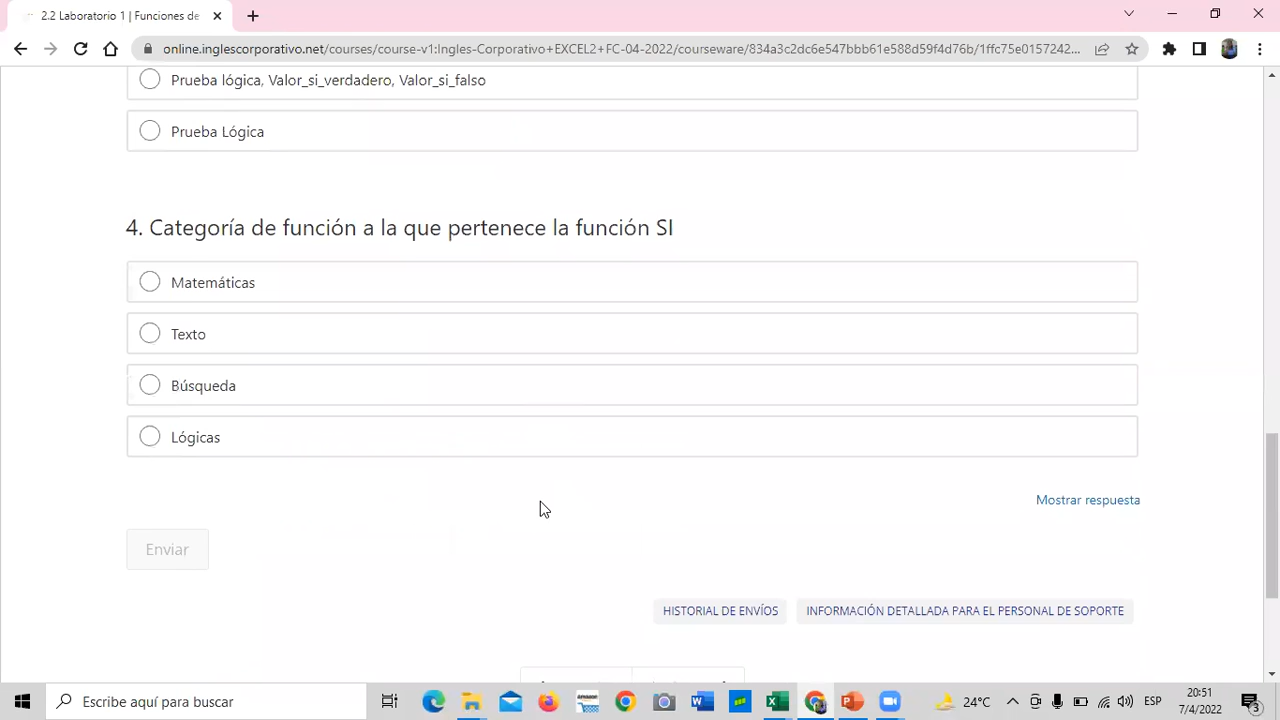 2.2 Laboratorio 1 | Funciones de
online.inglescorporativo.net/courses/course-v1:Ingles-Corporativo+EXCEL2+FC-04-2022/courseware/834a3c2dc6e547bbb61e588d59f4d76b/1ffc75e0157242...
Prueba lógica, Valor_si_verdadero, Valor_si_falso
Prueba Lógica
4. Categoría de función a la que pertenece la función SI
Matemáticas
Texto
Búsqueda
Lógicas
Mostrar respuesta
Enviar
HISTORIAL DE ENVÍOS
INFORMACIÓN DETALLADA PARA EL PERSONAL DE SOPORTE
Escribe aquí para buscar
24°C
ESP
20:51
7/4/2022
3